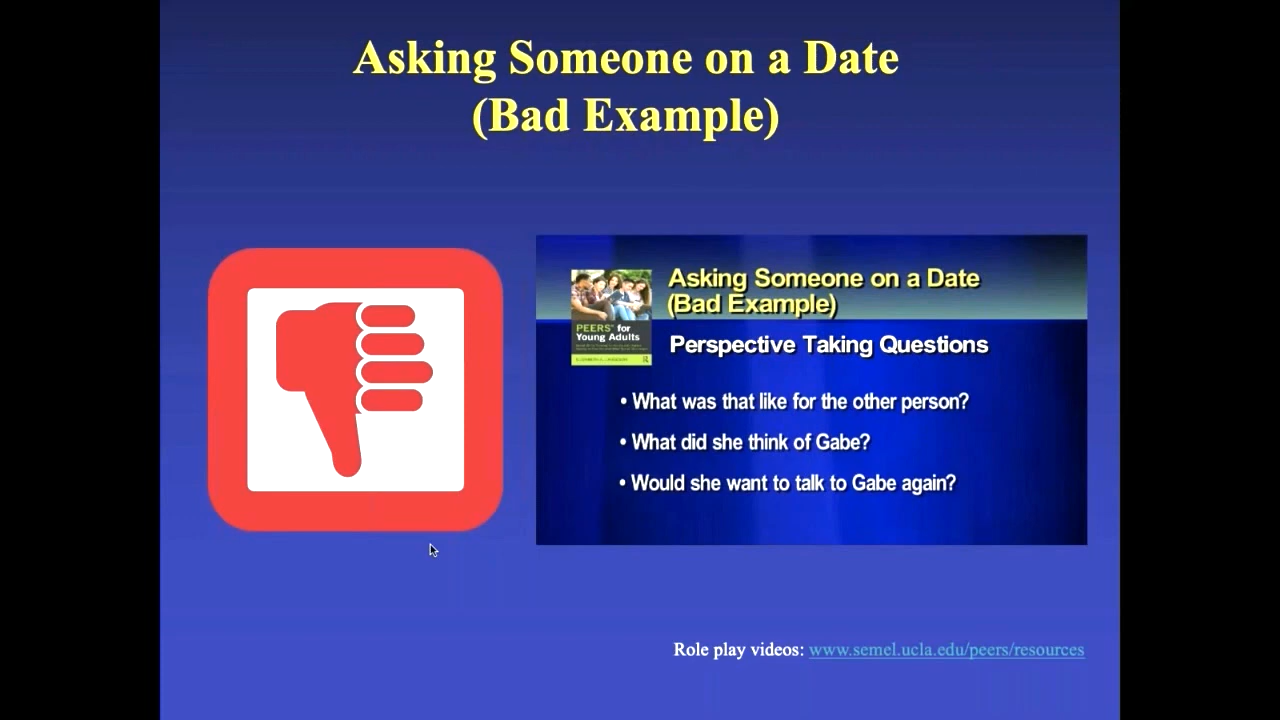 Asking Someone on a Date
(Bad Example)
Asking Someone on a Date
(Bad Example)
PEERS® for
Young Adults
Perspective Taking Questions
• What was that like for the other person?
• What did she think of Gabe?
• Would she want to talk to Gabe again?
Role play videos: www.semel.ucla.edu/peers/resources